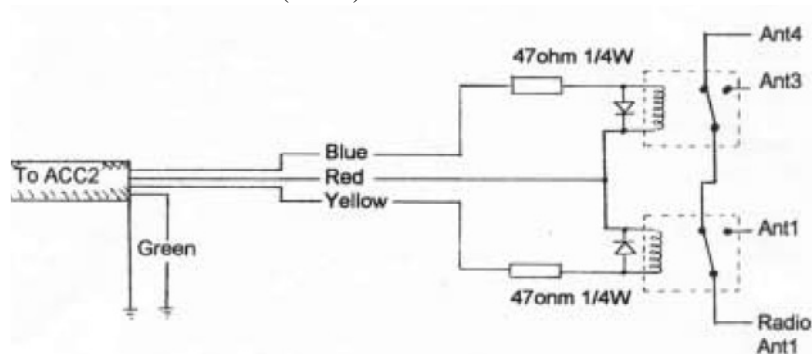 47ohm 1/4W
Ant4
Ant3
Blue
To ACC2
Red
Yellow
Green
Ant1
47onm 1/4W
Radio
Ant1